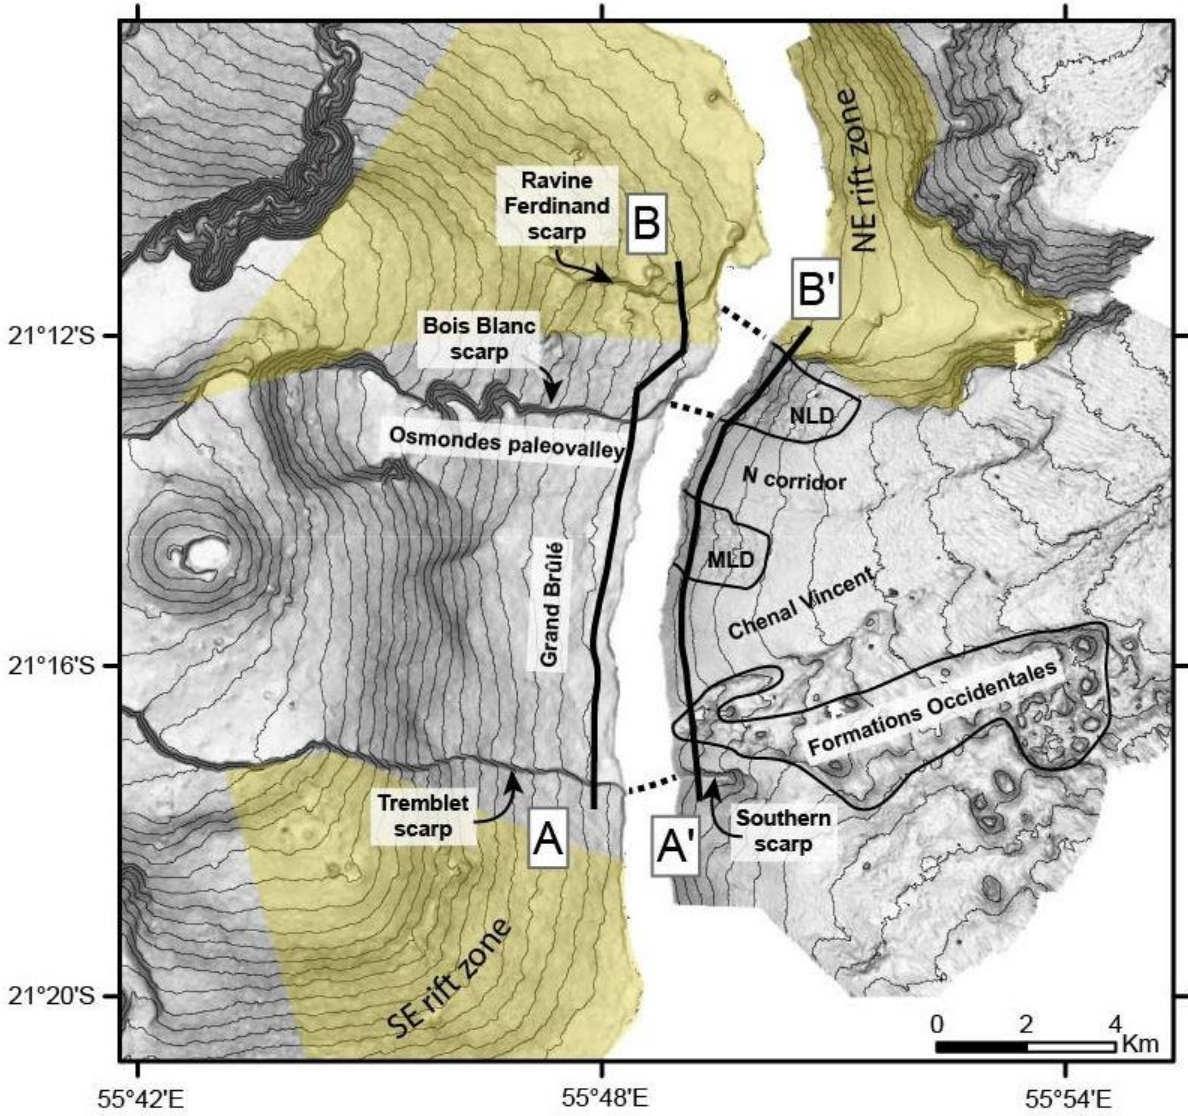 NE rift zone
Ravine
Ferdinand
scarp
B
B'
21°12'S
Bois Blanc
scarp
NLD
Osmondes paleovalley
N corridor
MLD
Grand Brûlé
Chenal Vincent
21°16'S
Formations Occidentales
Tremblet
scarp
A
A'
Southern
scarp
SE rift zone
21°20'S
0 2 4
Km
55°42'E 55°48'E 55°54'E